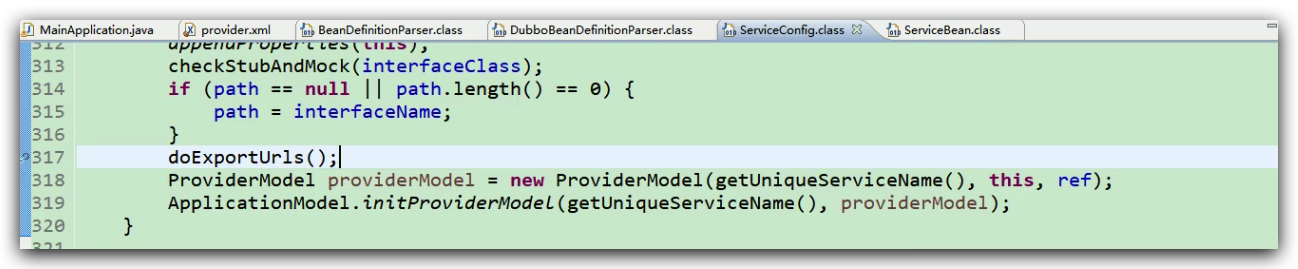 MainApplication.java provider.xml BeanDefinitionParser.class DubboBeanDefinitionParser.class ServiceConfig.class ServiceBean.class
312 appendProperties(this);
313 checkStubAndMock(interfaceClass);
314 if (path == null || path.length() == 0) {
315 path = interfaceName;
316 }
317 doExportUrls();
318 ProviderModel providerModel = new ProviderModel(getUniqueServiceName(), this, ref);
319 ApplicationModel.initProviderModel(getUniqueServiceName(), providerModel);
320 }
321